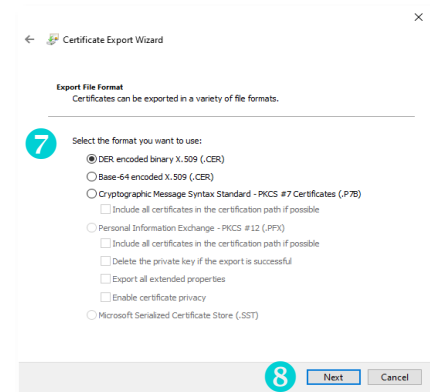 Certificate Export Wizard
Export File Format
Certificates can be exported in a variety of file formats.
7
Select the format you want to use:
DER encoded binary X.509 (.CER)
Base-64 encoded X.509 (.CER)
Cryptographic Message Syntax Standard - PKCS #7 Certificates (.P7B)
Include all certificates in the certification path if possible
Personal Information Exchange - PKCS #12 (.PFX)
Include all certificates in the certification path if possible
Delete the private key if the export is successful
Export all extended properties
Enable certificate privacy
Microsoft Serialized Certificate Store (.SST)
8 Next Cancel